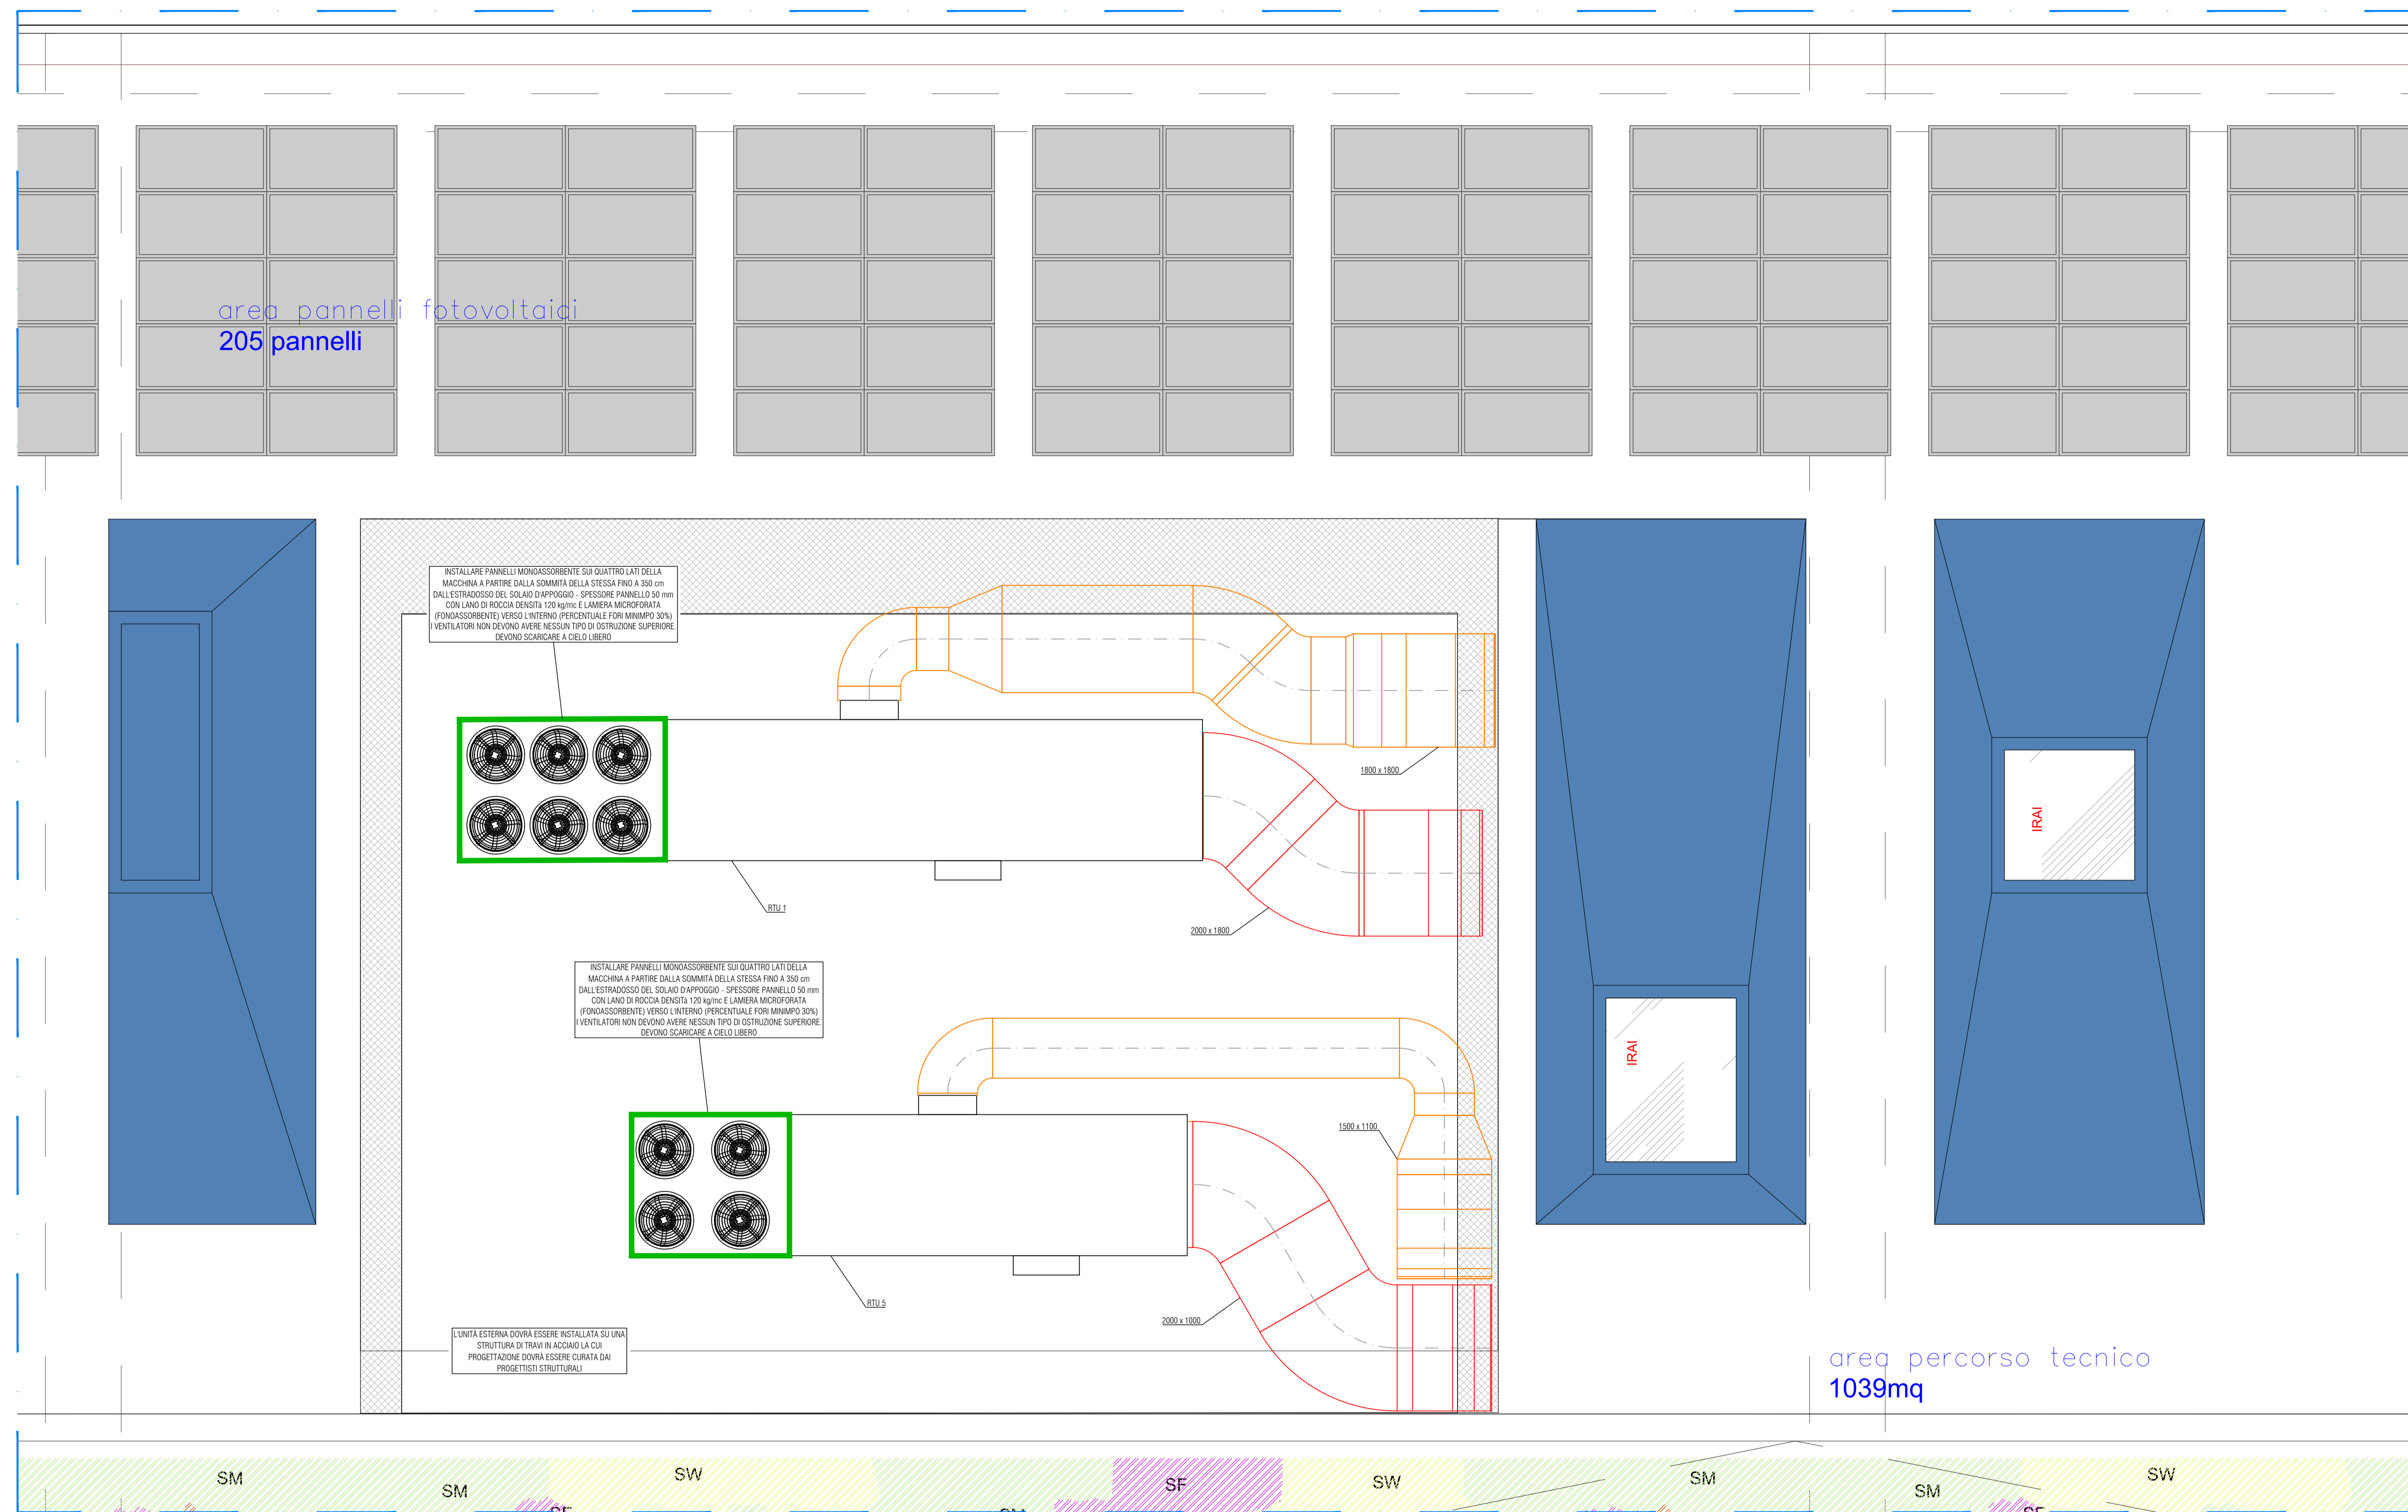 area pannelli fotovoltaici
205 pannelli
INSTALLARE PANNELLI MONOASSORBENTE SUI QUATTRO LATI DELLA
MACCHINA A PARTIRE DALLA SOMMITÀ DELLA STESSA FINO A 350 cm
DALL'ESTRADOSSO DEL SOLAIO D'APPOGGIO - SPESSORE PANNELLO 50 mm
CON LANO DI ROCCIA DENSITà 120 kg/mc E LAMIERA MICROFORATA
(FONOASSORBENTE) VERSO L'INTERNO (PERCENTUALE FORI MINIMPO 30%)
I VENTILATORI NON DEVONO AVERE NESSUN TIPO DI OSTRUZIONE SUPERIORE.
DEVONO SCARICARE A CIELO LIBERO
1800 x 1800
IRAI
RTU 1
2000 x 1800
INSTALLARE PANNELLI MONOASSORBENTE SUI QUATTRO LATI DELLA
MACCHINA A PARTIRE DALLA SOMMITÀ DELLA STESSA FINO A 350 cm
DALL'ESTRADOSSO DEL SOLAIO D'APPOGGIO - SPESSORE PANNELLO 50 mm
CON LANO DI ROCCIA DENSITà 120 kg/mc E LAMIERA MICROFORATA
(FONOASSORBENTE) VERSO L'INTERNO (PERCENTUALE FORI MINIMPO 30%)
I VENTILATORI NON DEVONO AVERE NESSUN TIPO DI OSTRUZIONE SUPERIORE.
DEVONO SCARICARE A CIELO LIBERO
IRAI
1500 x 1100
RTU 5
2000 x 1000
L'UNITÀ ESTERNA DOVRÀ ESSERE INSTALLATA SU UNA
STRUTTURA DI TRAVI IN ACCIAIO LA CUI
PROGETTAZIONE DOVRÀ ESSERE CURATA DAI
PROGETTISTI STRUTTURALI
area percorso tecnico
1039mq
SM
SM
SW
SF
SW
SM
SM
SW